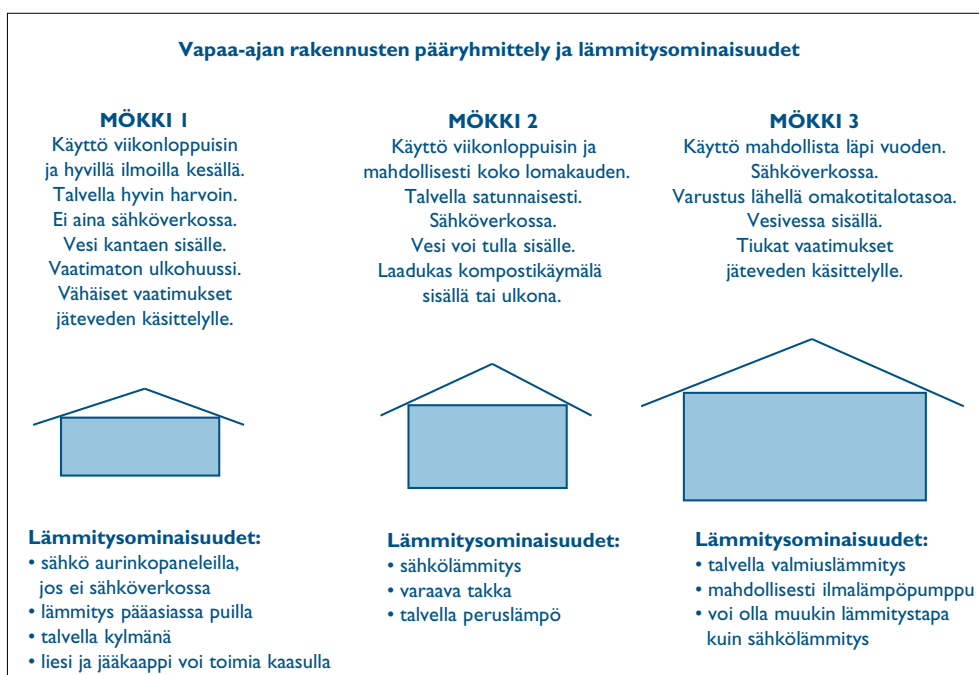 Vapaa-ajan rakennusten pääryhmittely ja lämmitysominaisuudet
MÖKKI 1
Käyttö viikonloppuisin
ja hyvillä ilmoilla kesällä.
Talvella hyvin harvoin.
Ei aina sähköverkossa.
Vesi kantaen sisälle.
Vaatimaton ulkohuussi.
Vähäiset vaatimukset
jäteveden käsittelylle.
MÖKKI 2
Käyttö viikonloppuisin ja
mahdollisesti koko lomakauden.
Talvella satunnaisesti.
Sähköverkossa.
Vesi voi tulla sisälle.
Laadukas kompostikäymälä
sisällä tai ulkona.
MÖKKI 3
Käyttö mahdollista läpi vuoden.
Sähköverkossa.
Varustus lähellä omakotitalotasoa.
Vesivessa sisällä.
Tiukat vaatimukset
jäteveden käsittelylle.
Lämmitysominaisuudet:
• sähkö aurinkopaneleilla,
jos ei sähköverkossa
• lämmitys pääasiassa puilla
• talvella kylmänä
• liesi ja jääkaappi voi toimia kaasulla
Lämmitysominaisuudet:
• sähkölämmitys
• varaava takka
• talvella peruslämpö
Lämmitysominaisuudet:
• talvella valmiuslämmitys
• mahdollisesti ilmalämpöpumppu
• voi olla muukin lämmitystapa
kuin sähkölämmitys